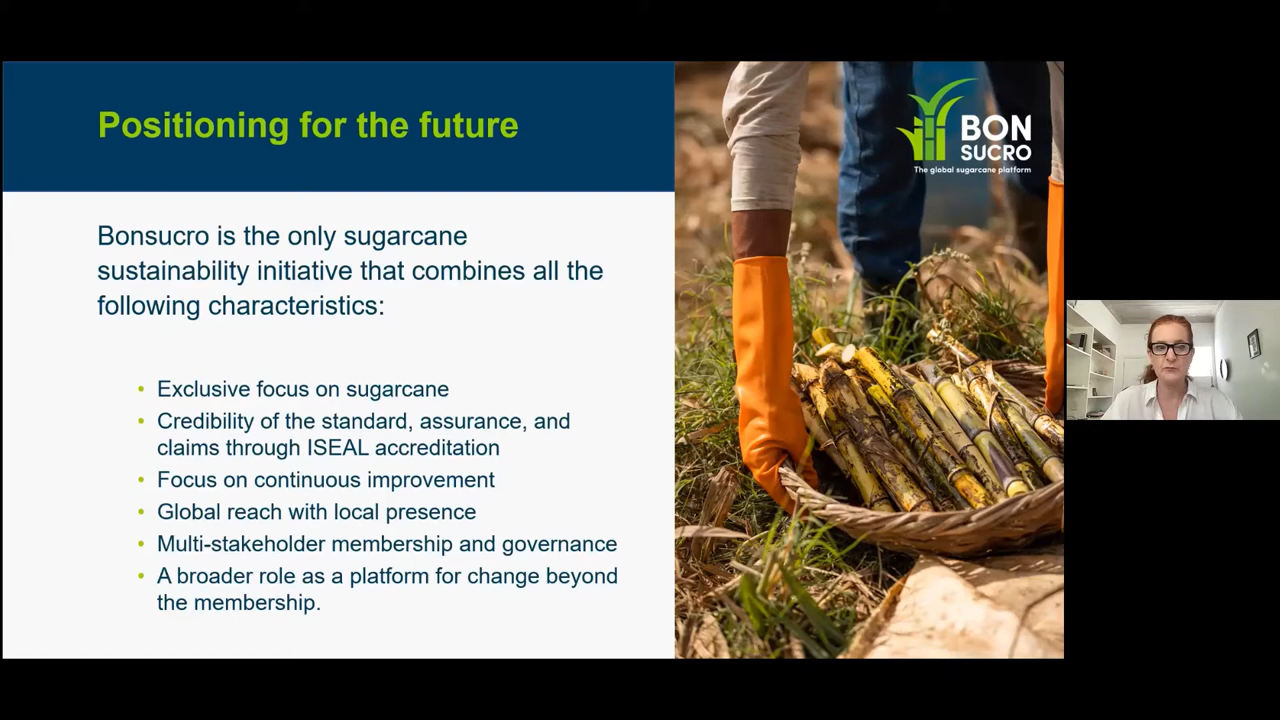 Positioning for the future
BON
SUCRO
The global sugarcane platform
Bonsucro is the only sugarcane
sustainability initiative that combines all the
following characteristics:
• Exclusive focus on sugarcane
• Credibility of the standard, assurance, and
claims through ISEAL accreditation
• Focus on continuous improvement
• Global reach with local presence
• Multi-stakeholder membership and governance
• A broader role as a platform for change beyond
the membership.